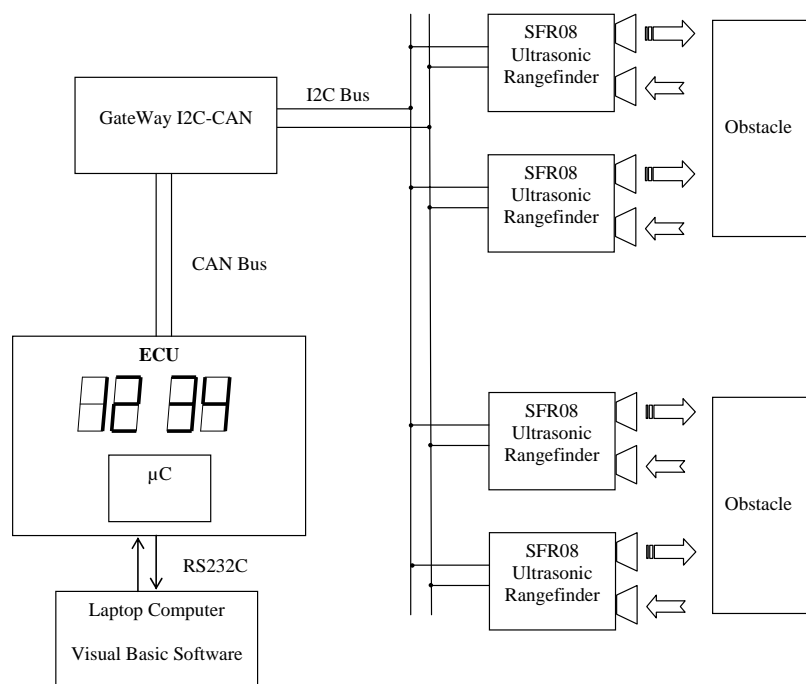 SFR08
Ultrasonic
Rangefinder
Obstacle
I2C Bus
GateWay I2C-CAN
SFR08
Ultrasonic
Rangefinder
CAN Bus
ECU
12 34
µC
SFR08
Ultrasonic
Rangefinder
Obstacle
SFR08
Ultrasonic
Rangefinder
RS232C
Laptop Computer
Visual Basic Software